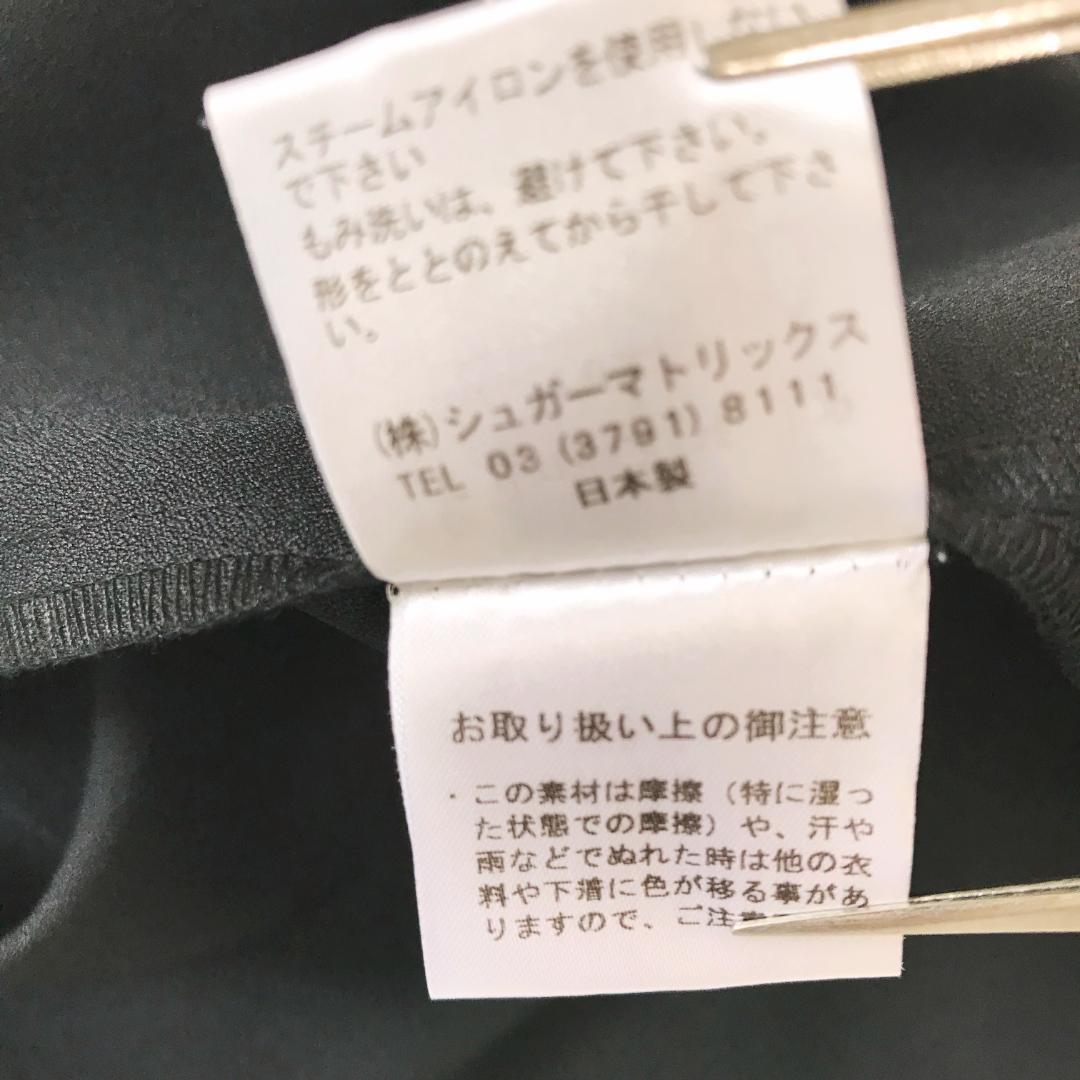 スチームアイロンを使用しない
で下さい
もみ洗いは、避けて下さい。
形をととのえてから干して下さ
い。
(株)シュガーマトリックス
TEL 03 (3791) 8111
日本製
お取り扱い上の御注意
・この素材は摩擦（特に湿っ
た状態での摩擦）や、汗や
雨などでぬれた時は他の衣
料や下着に色が移る事があ
りますので、ご注